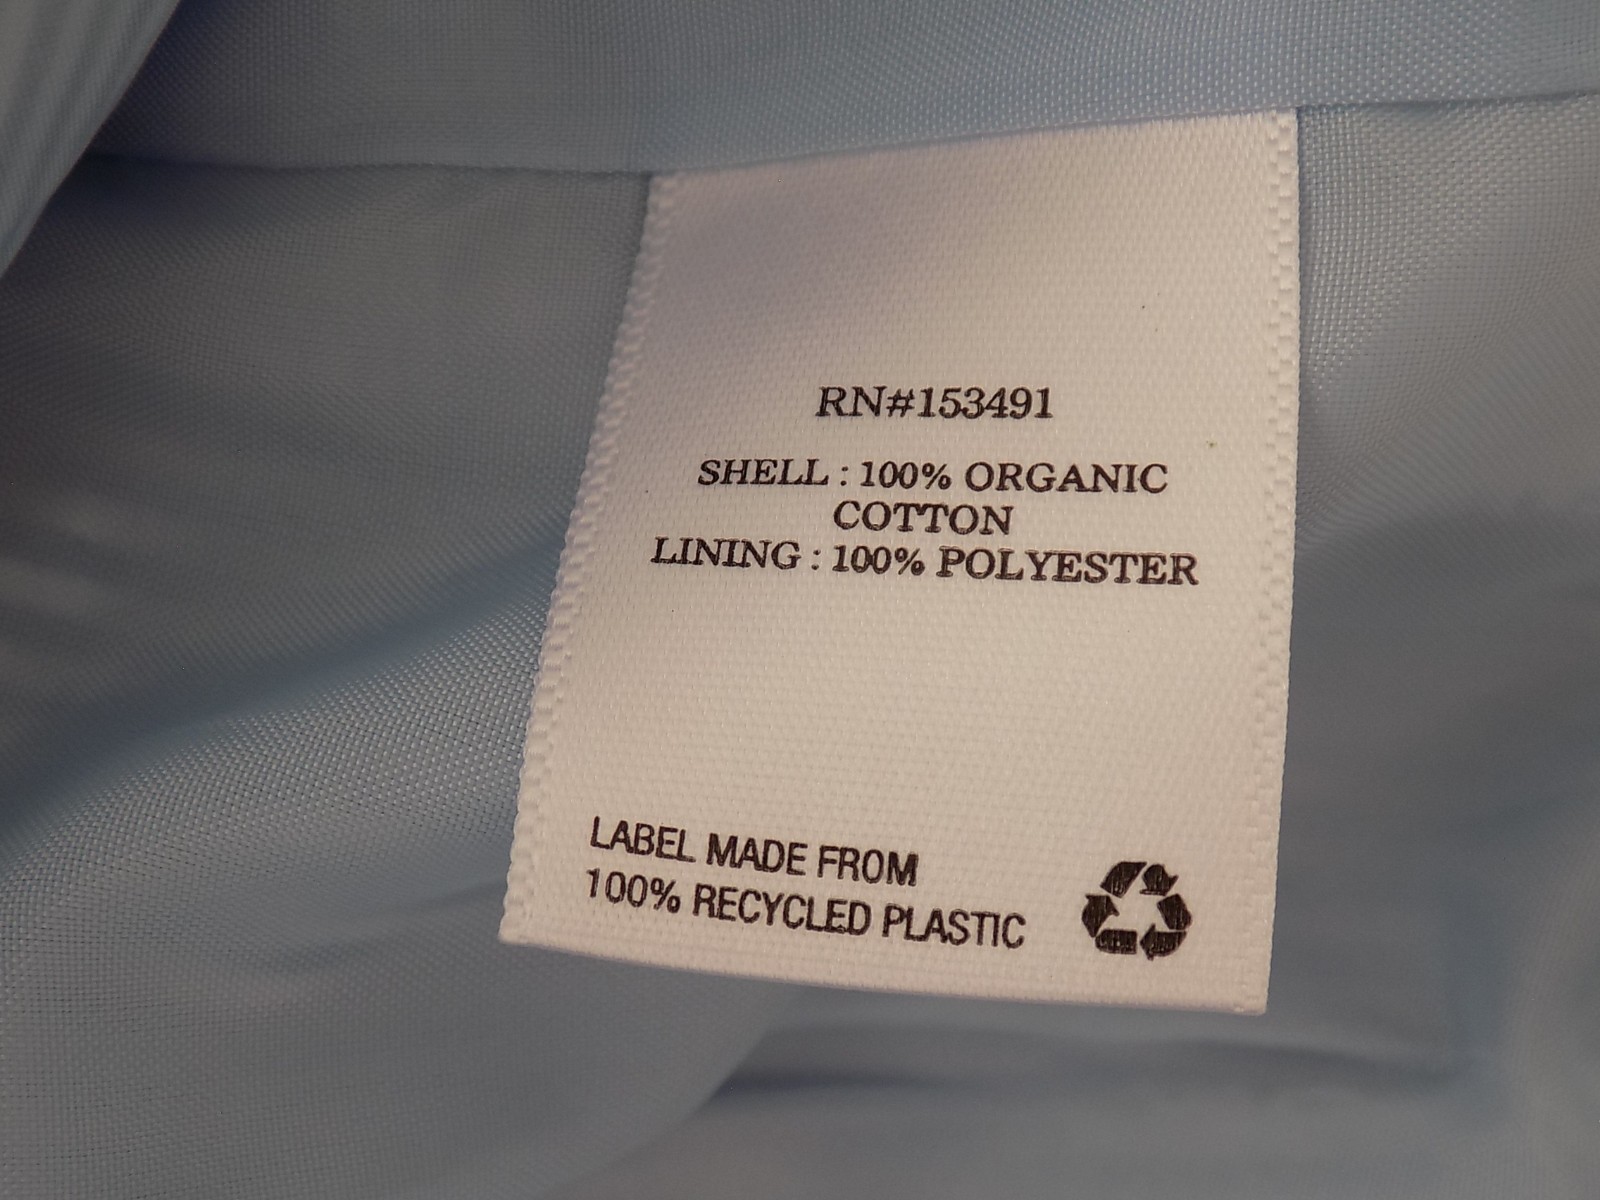 RN#153491
SHELL : 100% ORGANIC
COTTON
LINING : 100% POLYESTER
LABEL MADE FROM
100% RECYCLED PLASTIC